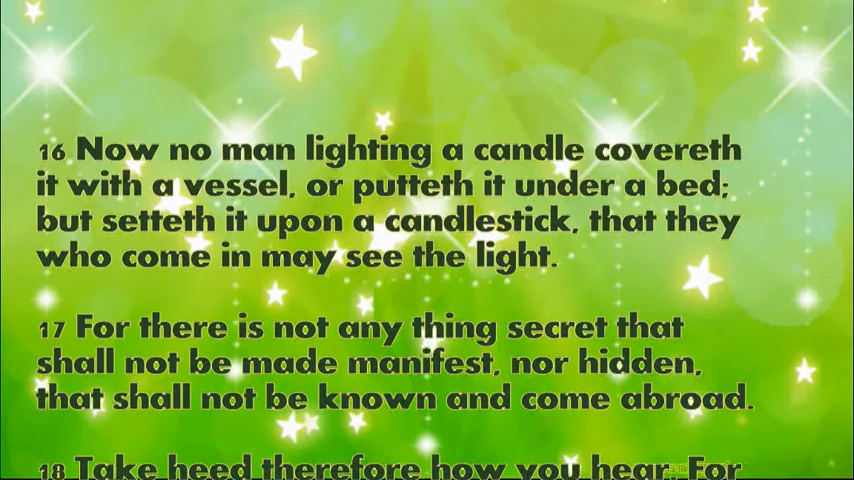 16 Now no man lighting a candle covereth
it with a vessel, or putteth it under a bed;
but setteth it upon a candlestick, that they
who come in may see the light.
17 For there is not any thing secret that
shall not be made manifest, nor hidden,
that shall not be known and come abroad.
18 Take heed therefore how you hear. For